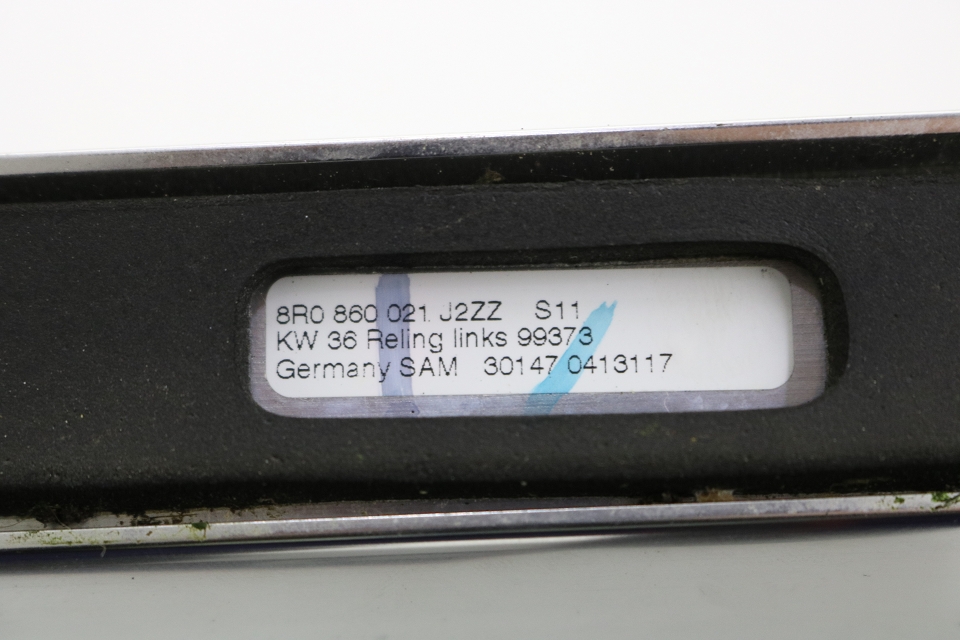 8R0 860 021 J2ZZ S11
KW 36 Reling links 99373
Germany SAM 30147 0413117